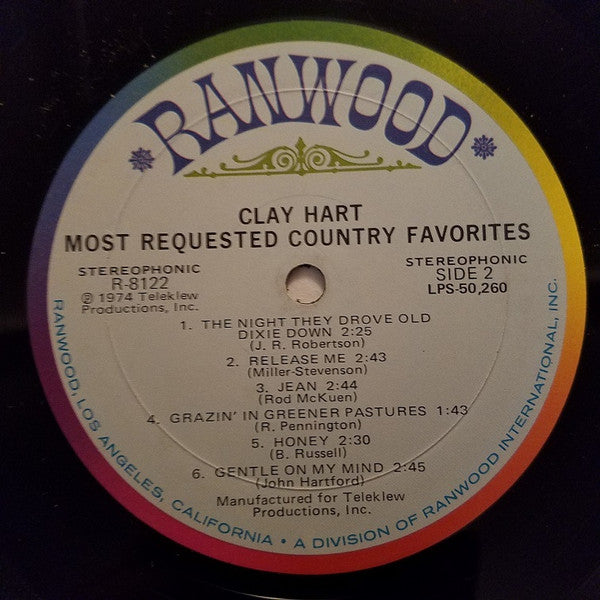 RANWOOD
CLAY HART
MOST REQUESTED COUNTRY FAVORITES
STEREOPHONIC
R-8122
℗ 1974 Teleklew
Productions, Inc.
STEREOPHONIC
SIDE 2
LPS-50,260
1. THE NIGHT THEY DROVE OLD
DIXIE DOWN 2:25
(J. R. Robertson)
2. RELEASE ME 2:43
(Miller-Stevenson)
3. JEAN 2:44
(Rod McKuen)
4. GRAZIN' IN GREENER PASTURES 1:43
(R. Pennington)
5. HONEY 2:30
(B. Russell)
6. GENTLE ON MY MIND 2:45
(John Hartford)
Manufactured for Teleklew
Productions, Inc.
RANWOOD, LOS ANGELES, CALIFORNIA • A DIVISION OF RANWOOD INTERNATIONAL, INC.